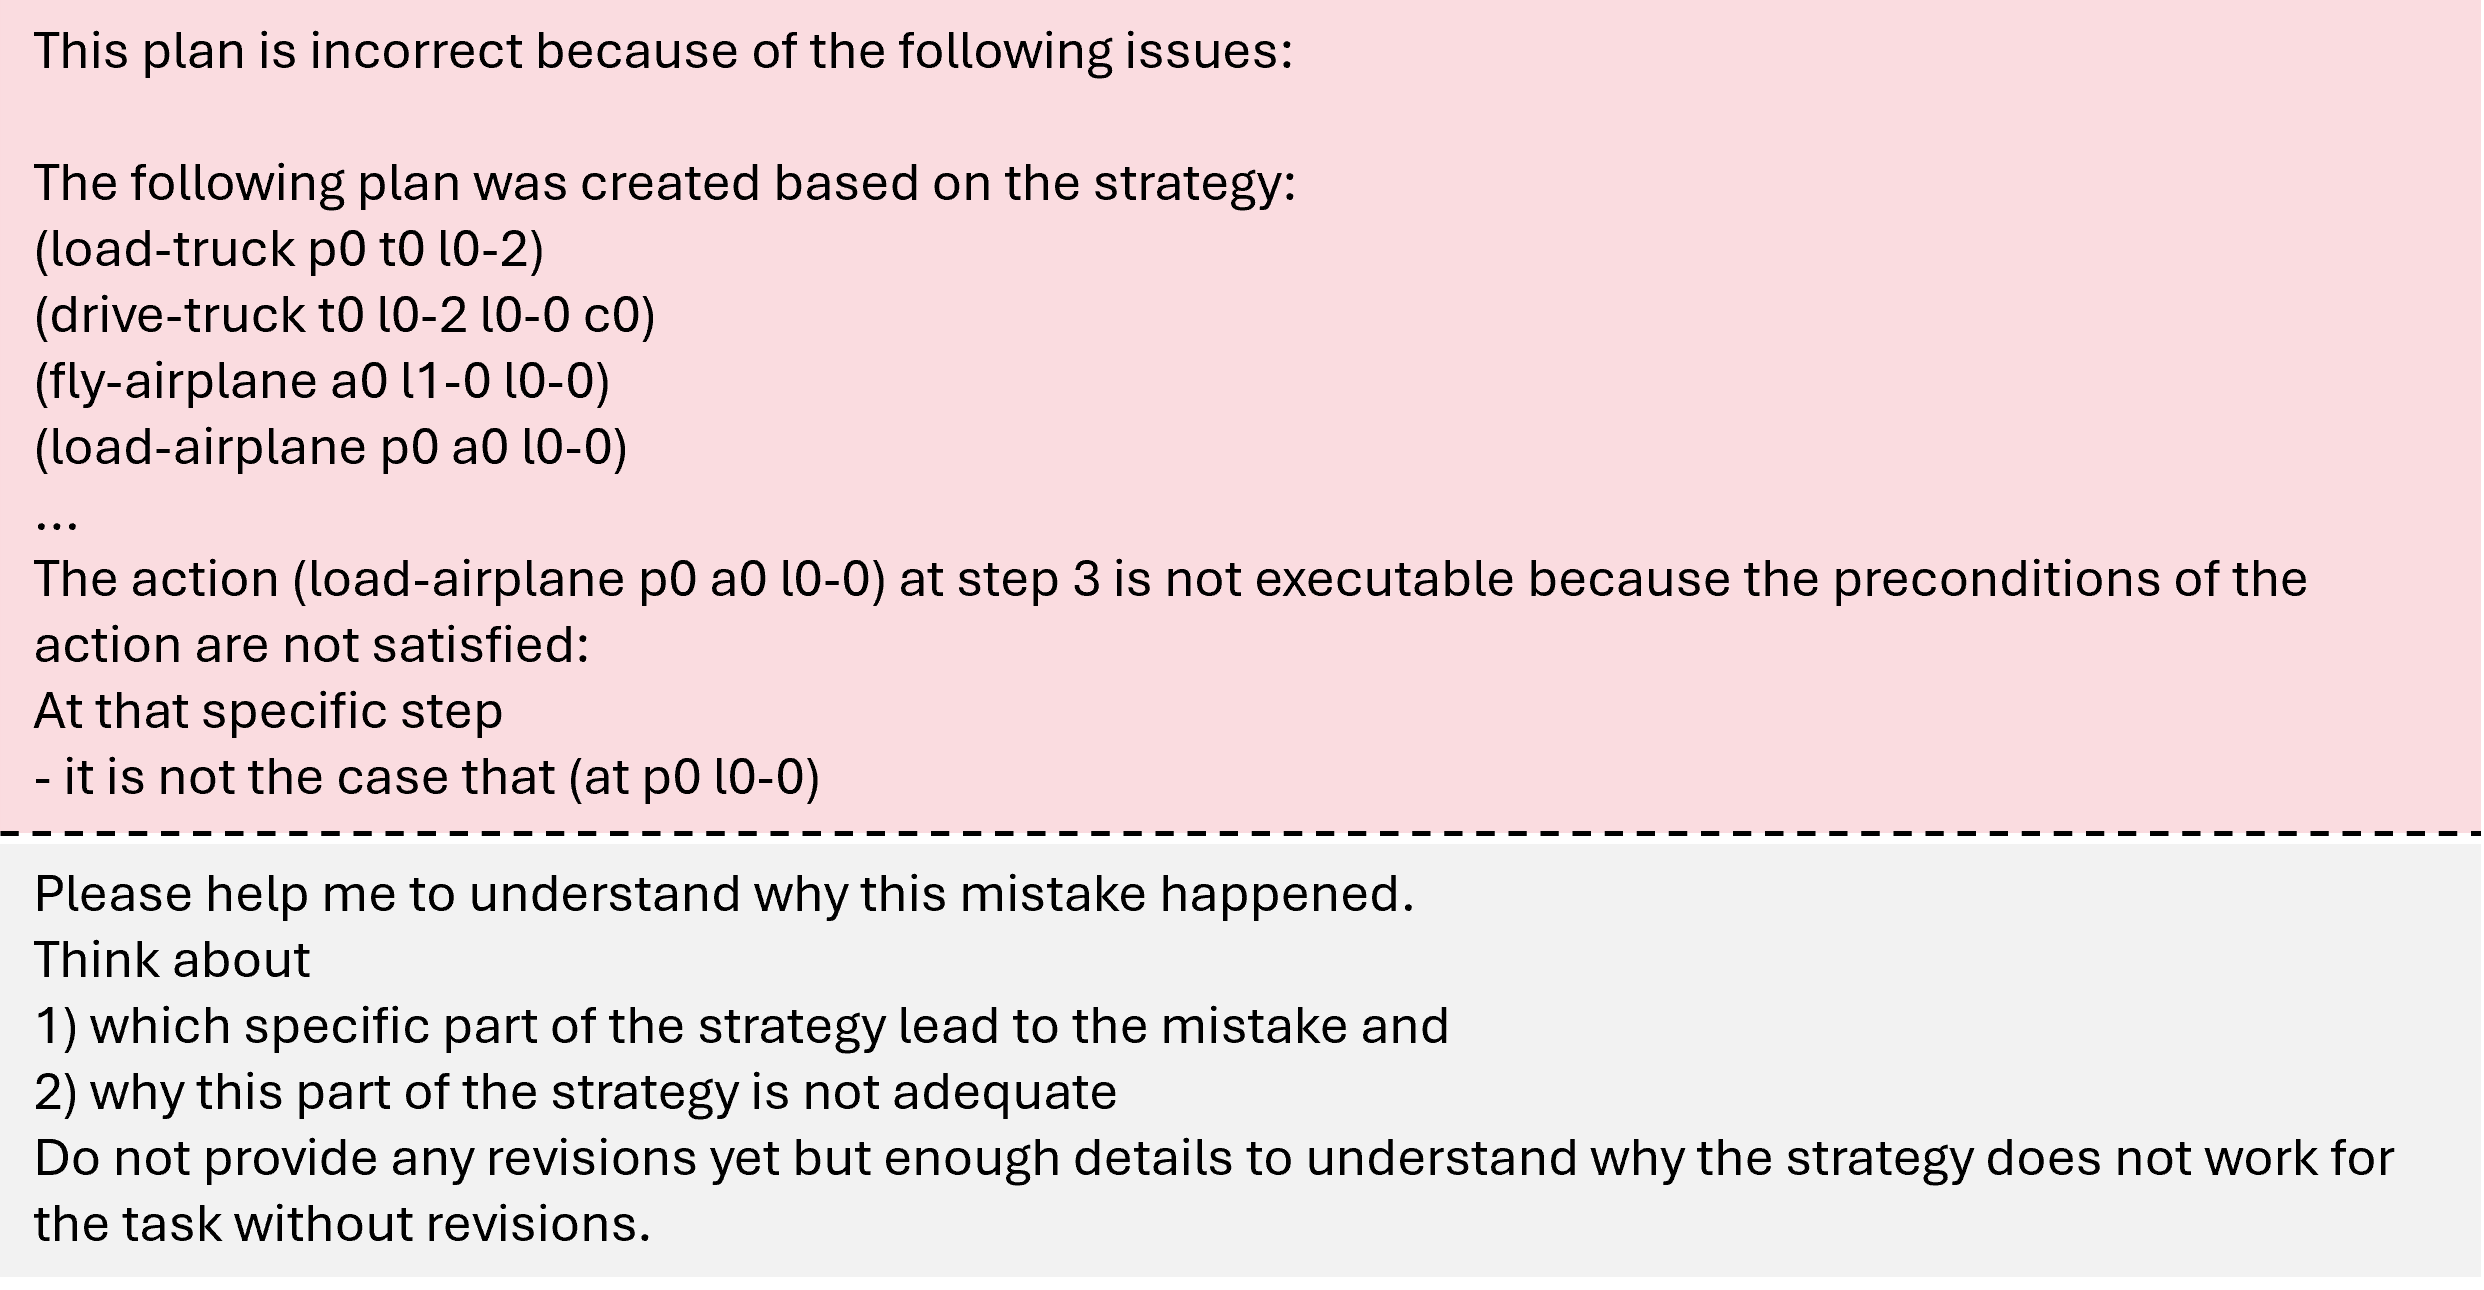 This plan is incorrect because of the following issues:
The following plan was created based on the strategy:
(load-truck p0 t0 l0-2)
(drive-truck t0 l0-2 l0-0 c0)
(fly-airplane a0 l1-0 l0-0)
(load-airplane p0 a0 l0-0)
...
The action (load-airplane p0 a0 l0-0) at step 3 is not executable because the preconditions of the
action are not satisfied:
At that specific step
- it is not the case that (at p0 l0-0)
Please help me to understand why this mistake happened.
Think about
1) which specific part of the strategy lead to the mistake and
2) why this part of the strategy is not adequate
Do not provide any revisions yet but enough details to understand why the strategy does not work for
the task without revisions.